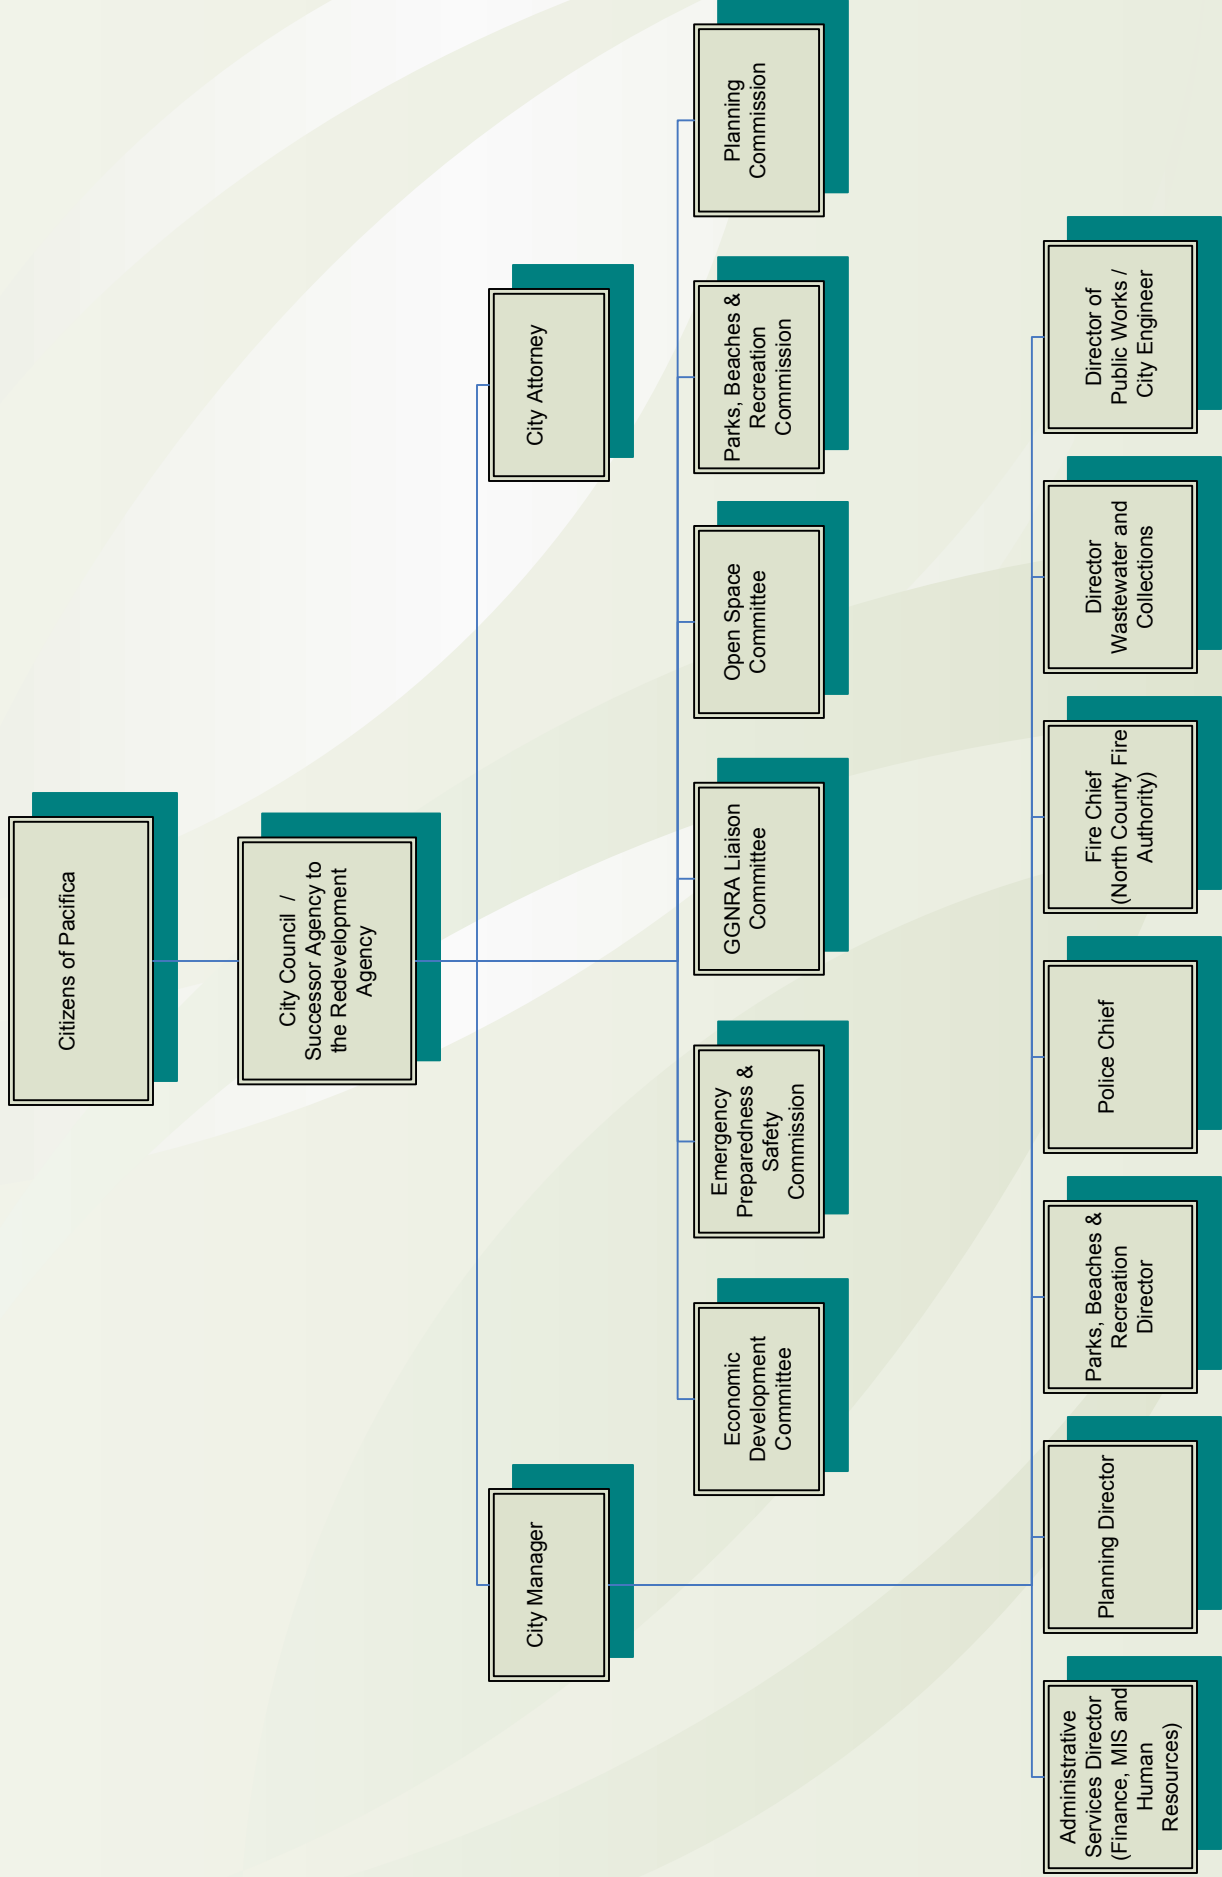 Citizens of Pacifica
City Council /
Successor Agency to
the Redevelopment
Agency
City Manager
City Attorney
Economic
Development
Committee
Emergency
Preparedness &
Safety
Commission
GGNRA Liaison
Committee
Open Space
Committee
Parks, Beaches &
Recreation
Commission
Planning
Commission
Administrative
Services Director
(Finance, MIS and
Human
Resources)
Planning Director
Parks, Beaches &
Recreation
Director
Police Chief
Fire Chief
(North County Fire
Authority)
Director
Wastewater and
Collections
Director of
Public Works /
City Engineer